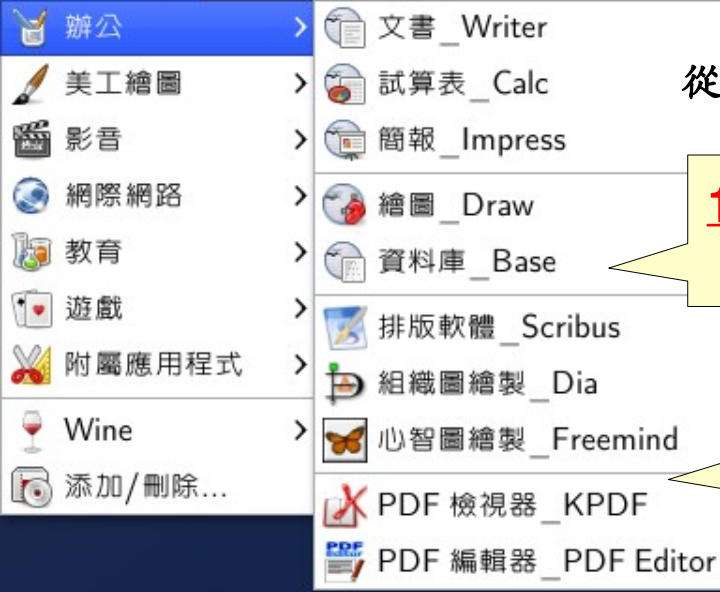 辦公
美工繪圖
影音
網際網路
教育
遊戲
附屬應用程式
Wine
添加/刪除...
文書_Writer
試算表_Calc
簡報_Impress
繪圖_Draw
資料庫_Base
排版軟體_Scribus
組織圖繪製_Dia
心智圖繪製_Freemind
PDF 檢視器_KPDF
PDF 編輯器_PDF Editor
從
1